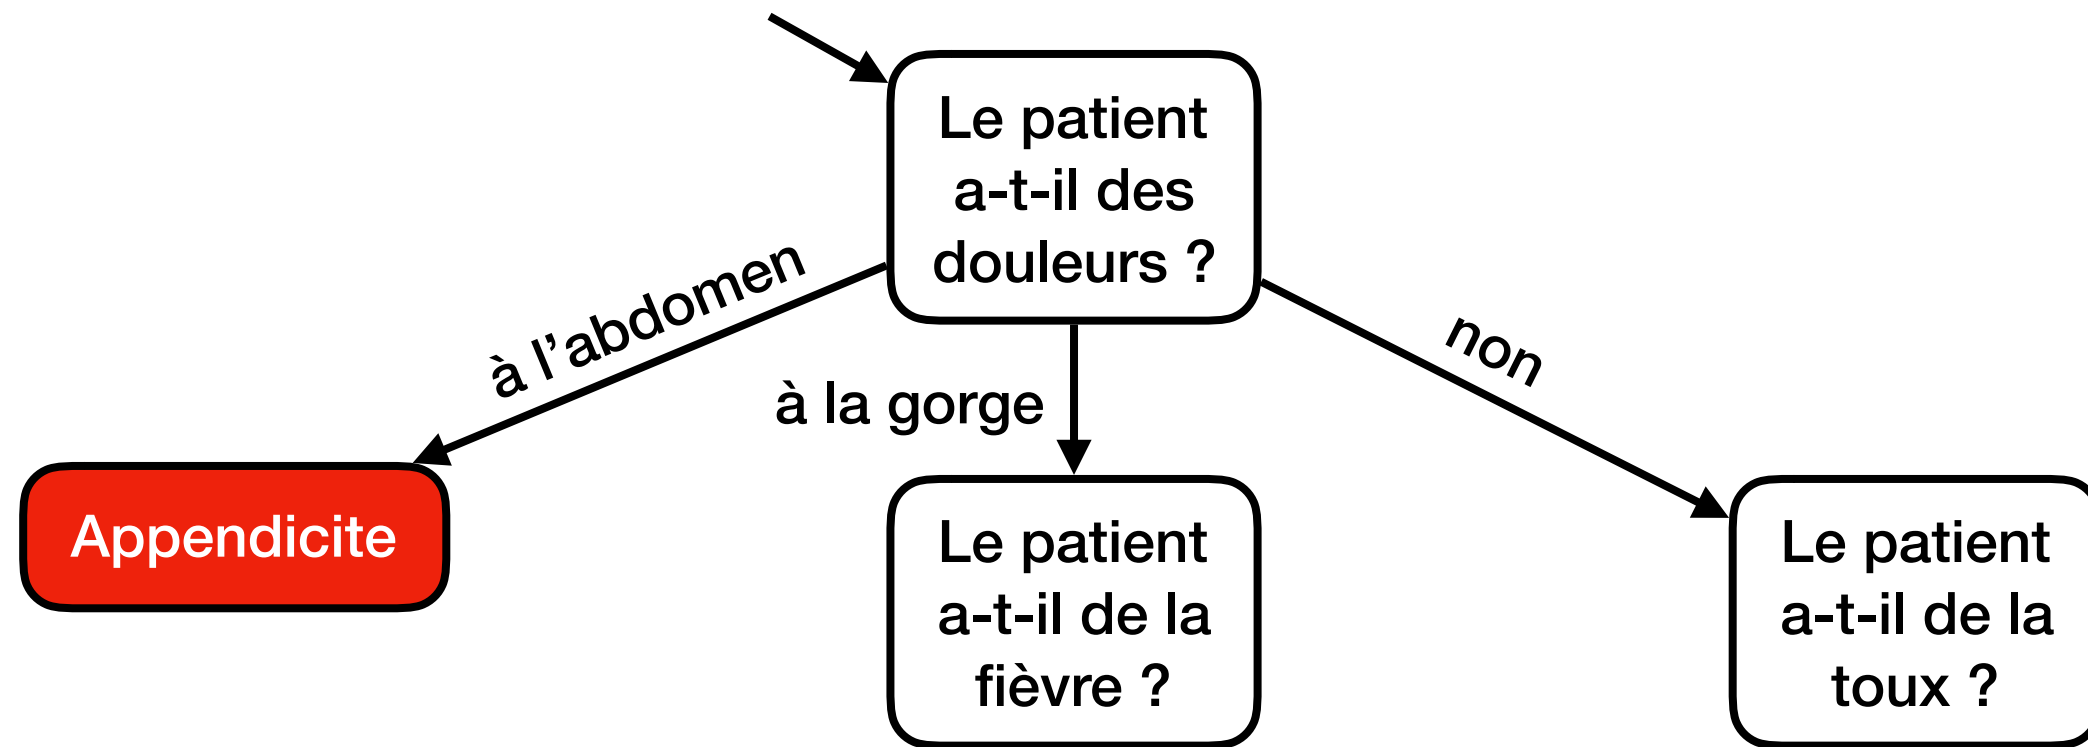 Le patient
a-t-il des
douleurs ?
à l’abdomen
à la gorge
non
Appendicite
Le patient
a-t-il de la
fièvre ?
Le patient
a-t-il de la
toux ?